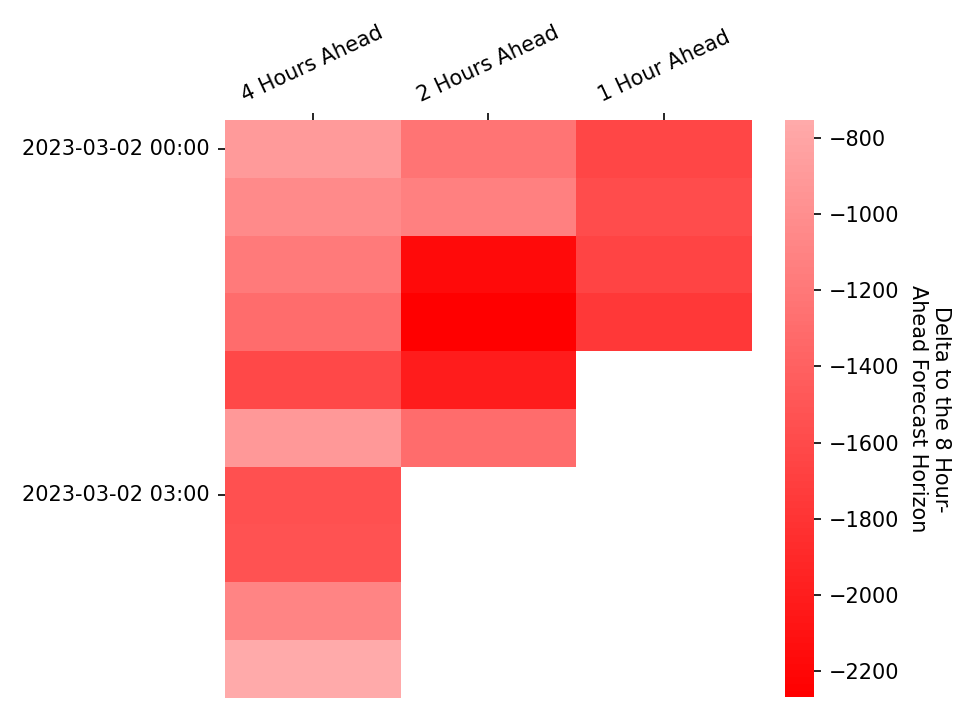 4 Hours Ahead
2 Hours Ahead
1 Hour Ahead
2023-03-02 00:00
2023-03-02 03:00
−800
−1000
−1200
−1400
−1600
−1800
−2000
−2200
Delta to the 8 Hour-
Ahead Forecast Horizon